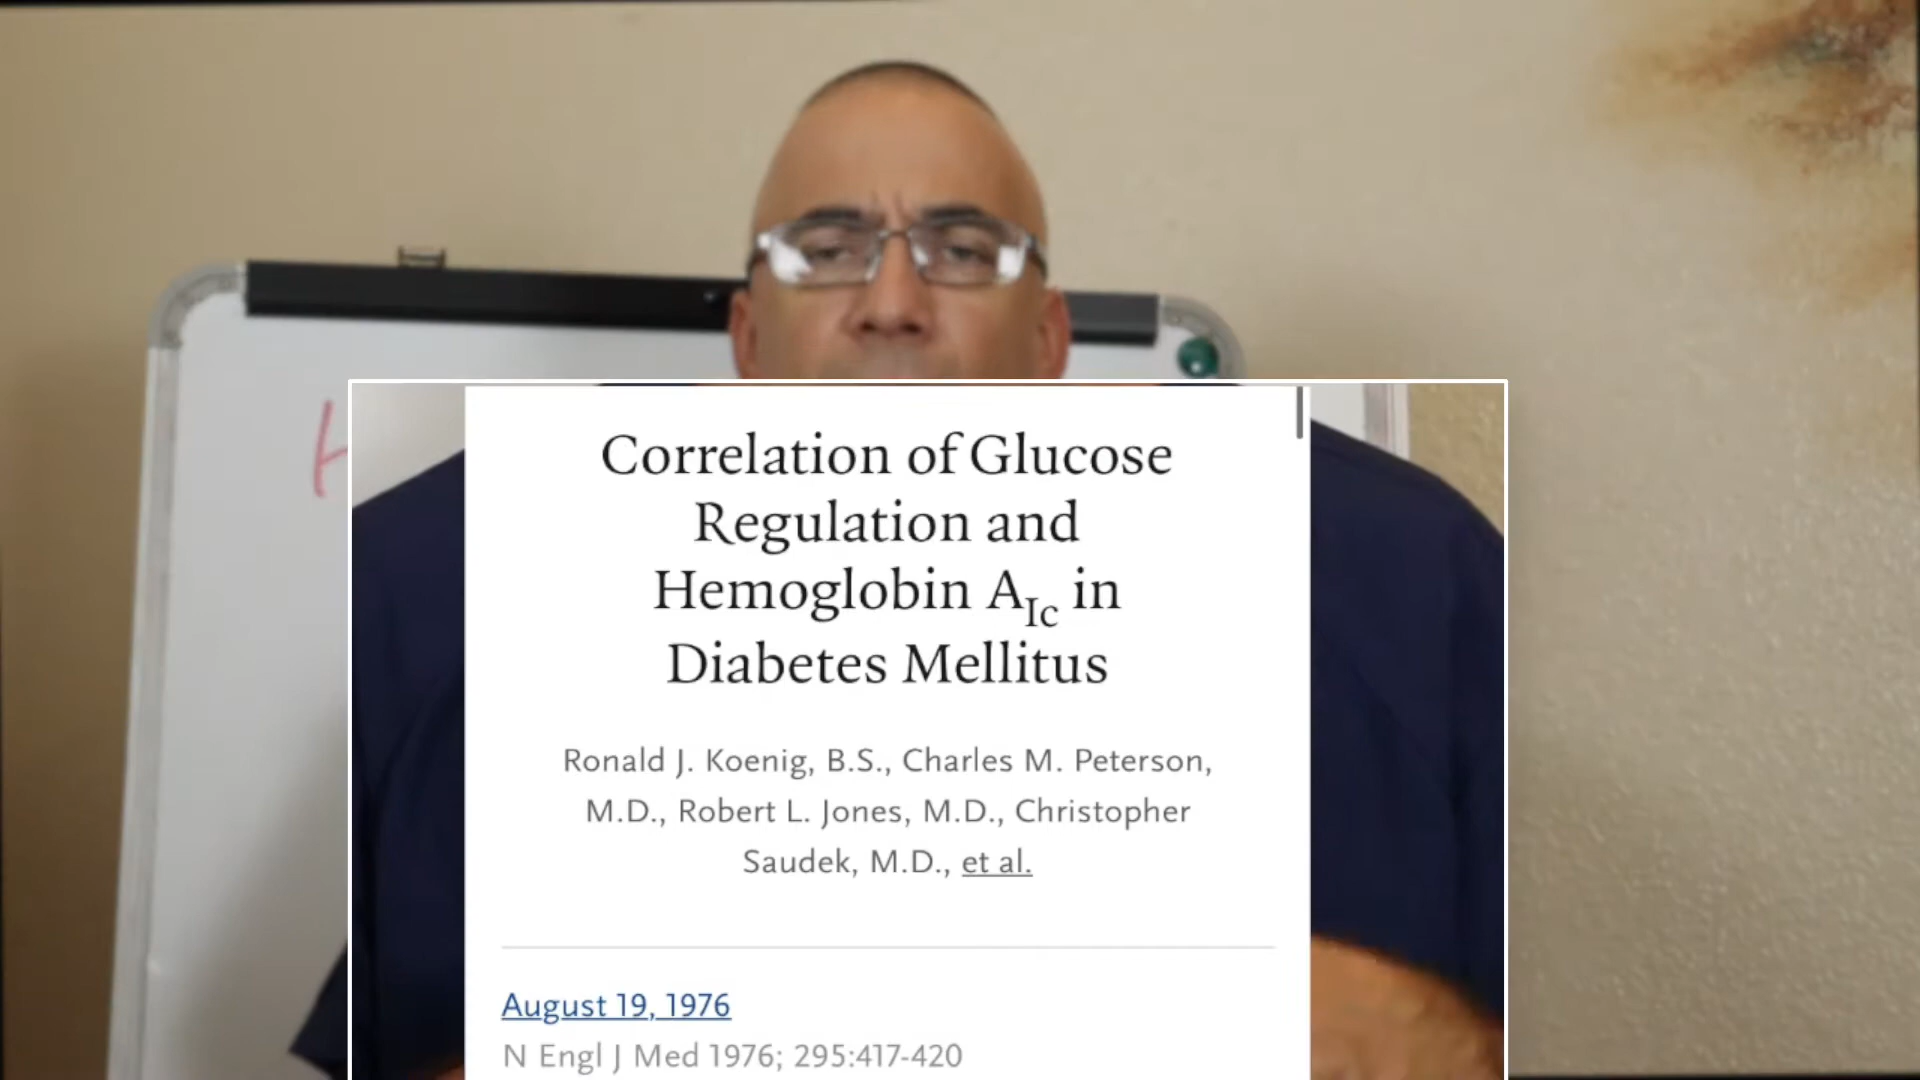 Correlation of Glucose
Regulation and
Hemoglobin A_Ic in
Diabetes Mellitus
Ronald J. Koenig, B.S., Charles M. Peterson,
M.D., Robert L. Jones, M.D., Christopher
Saudek, M.D., et al.
August 19, 1976
N Engl J Med 1976; 295:417-420